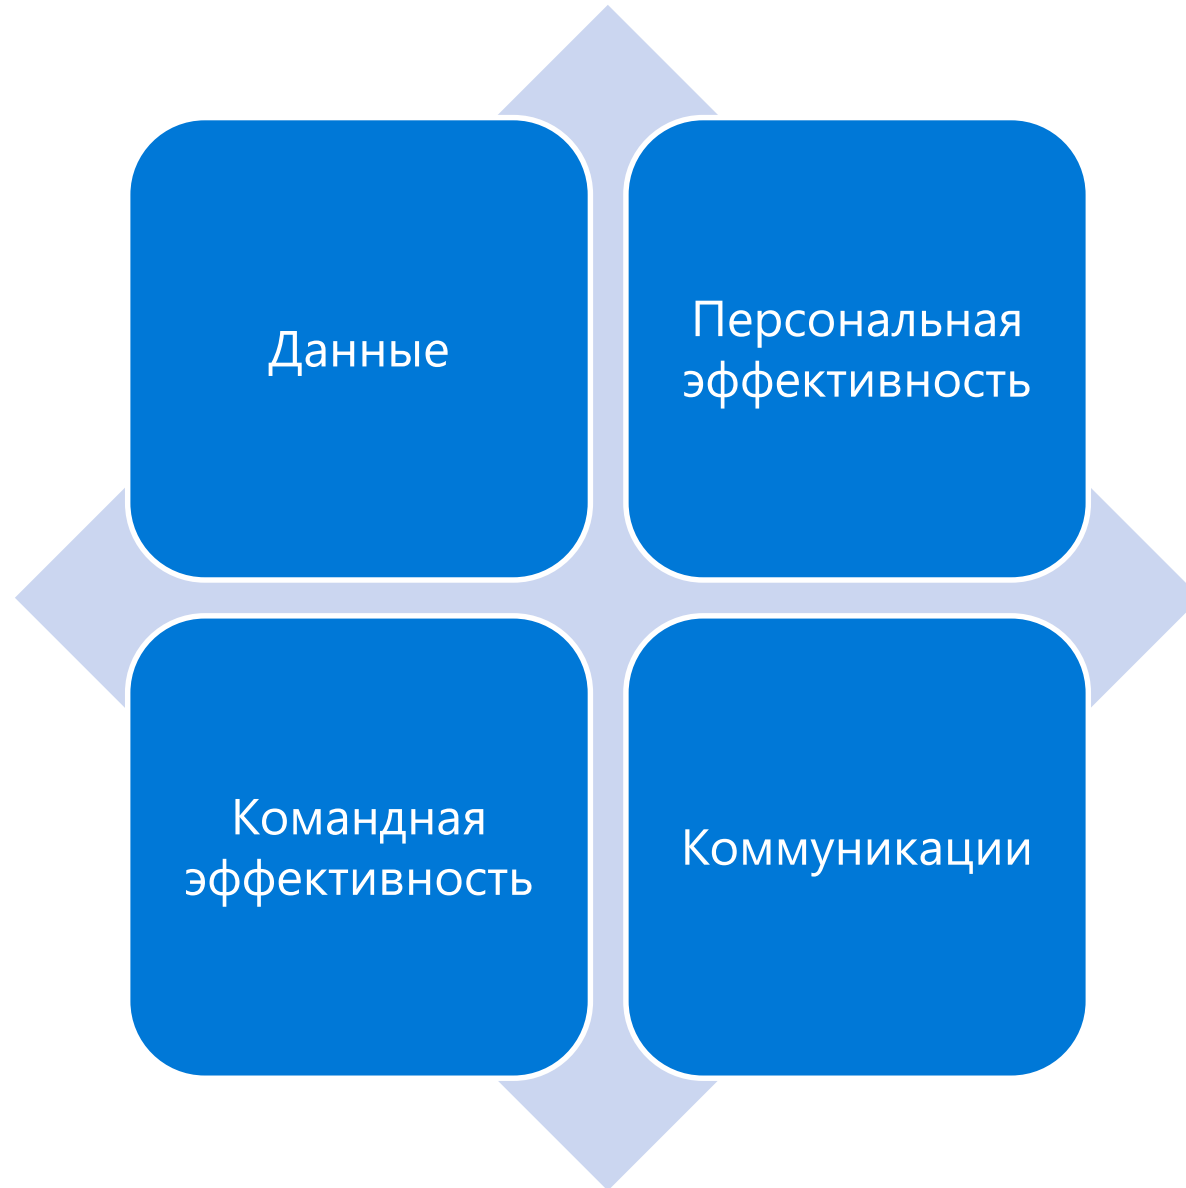 Данные
Персональная
эффективность
Командная
эффективность
Коммуникации